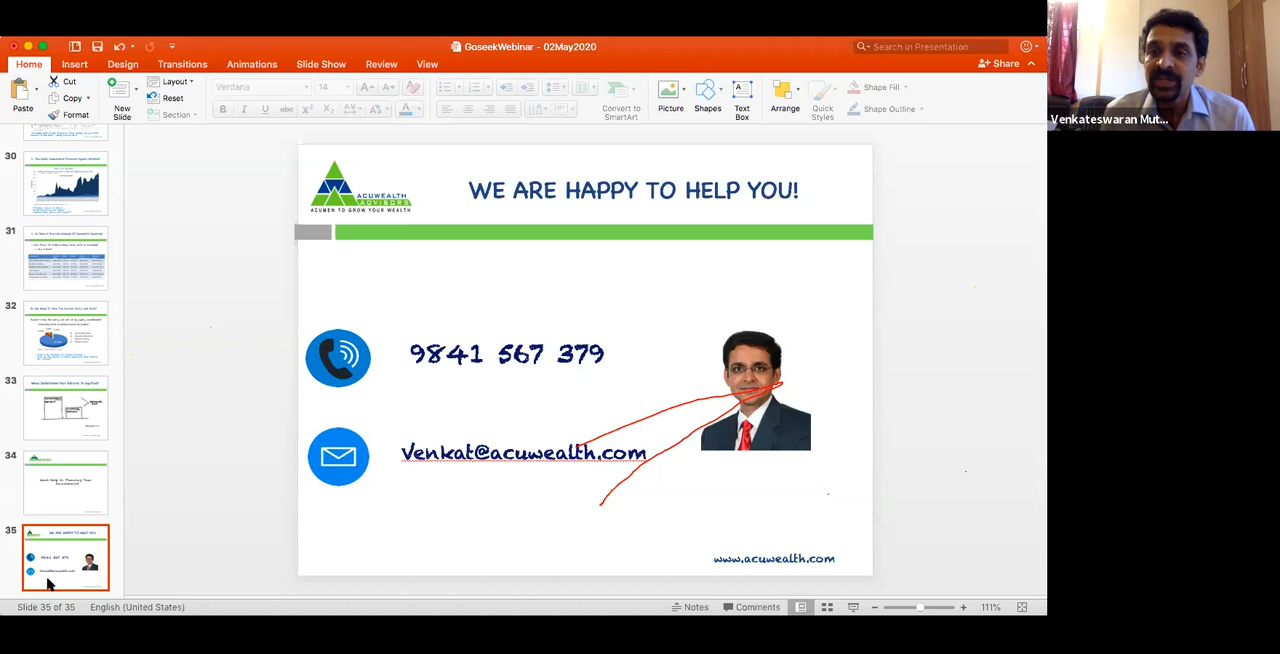 GoseekWebinar - 02May2020
Search in Presentation
Home Insert Design Transitions Animations Slide Show Review View
Share
Paste
Cut
Copy
Format
New Slide
Layout
Reset
Section
Verdana 14
Convert to SmartArt
Picture
Shapes
Text Box
Arrange
Quick Styles
Shape Fill
Shape Outline
Venkateswaran Mut...
30
31
32
33
34
35
ACUWEALTH
ADVISORS
ACUMEN TO GROW YOUR WEALTH
WE ARE HAPPY TO HELP YOU!
9841 567 379
Venkat@acuwealth.com
www.acuwealth.com
Slide 35 of 35 English (United States)
Notes Comments 111%